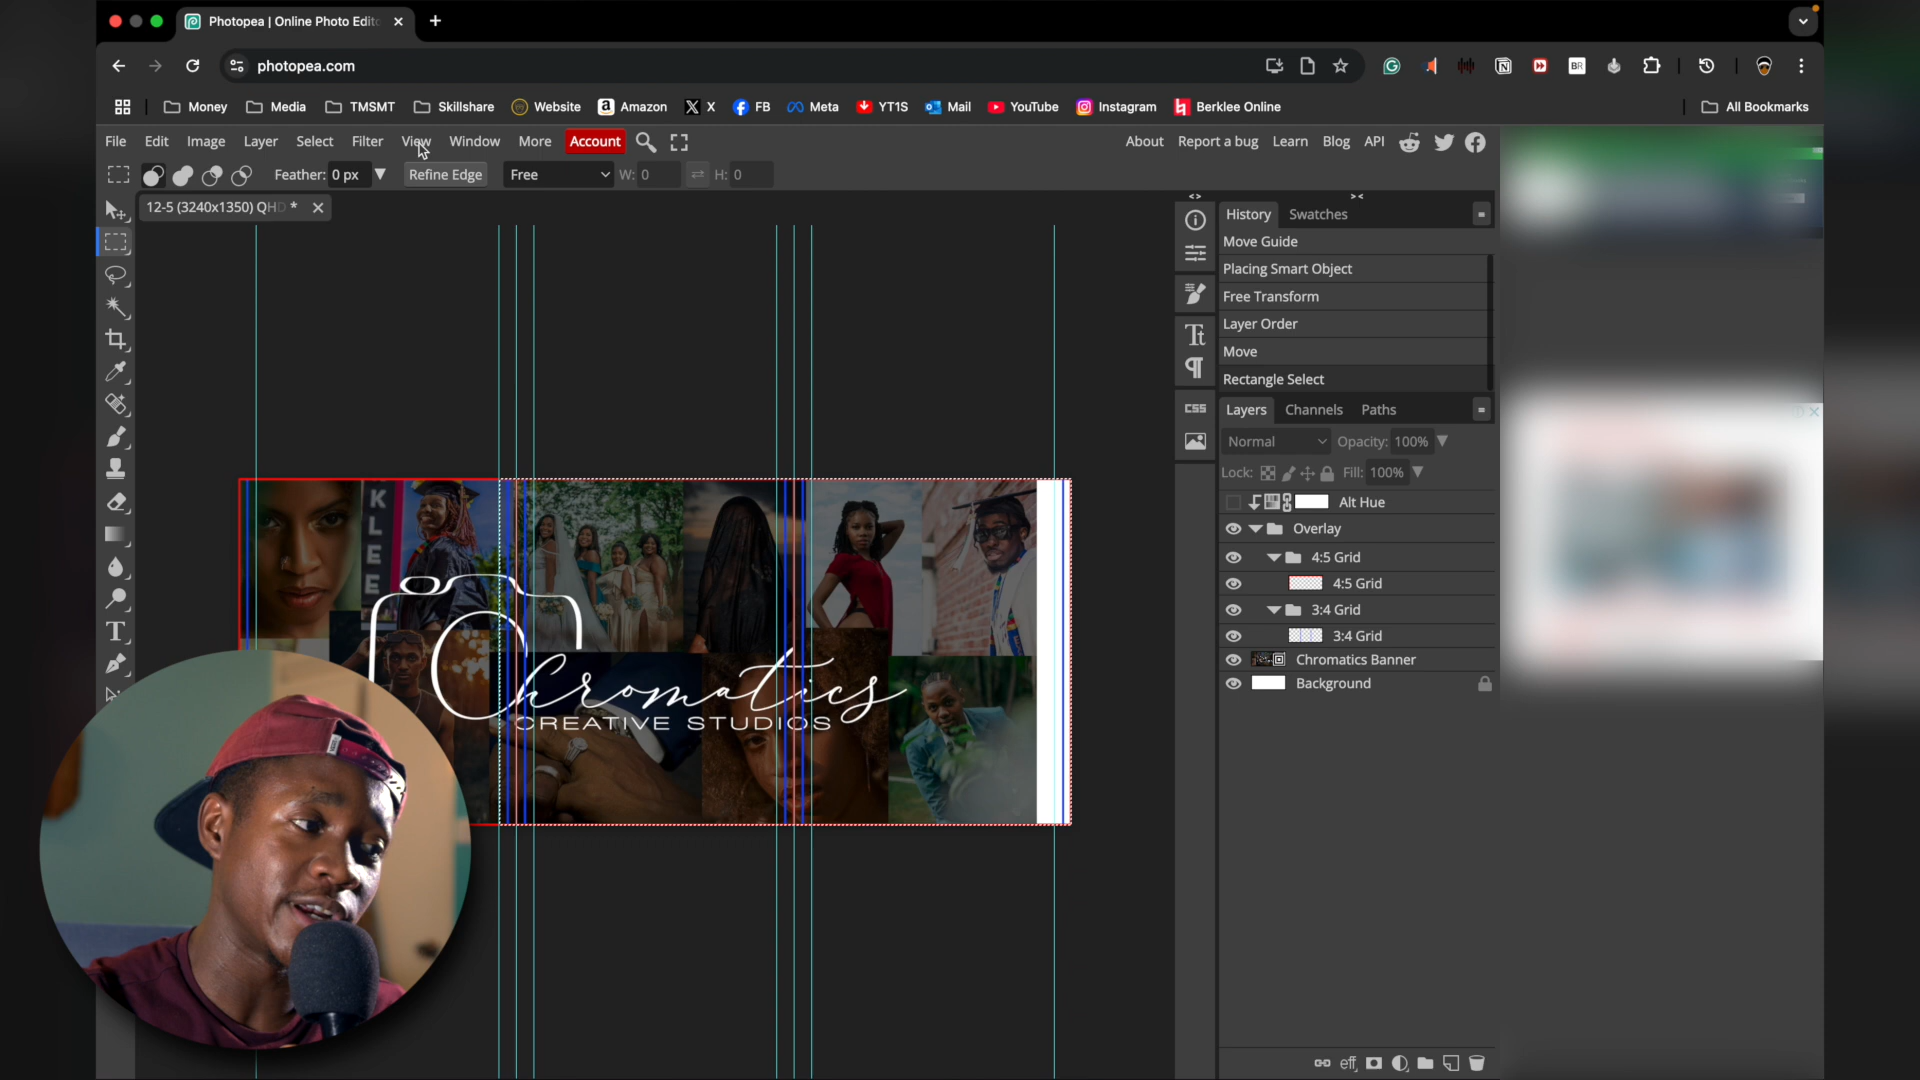 Photopea | Online Photo Edito
photopea.com
Money Media TMSMT Skillshare Website Amazon X FB Meta YT1S Mail YouTube Instagram Berklee Online All Bookmarks
File Edit Image Layer Select Filter View Window More Account About Report a bug Learn Blog API
Feather: 0 px Refine Edge Free W: 0 H: 0
12-5 (3240x1350) QHD *
History Swatches
Move Guide
Placing Smart Object
Free Transform
Layer Order
Move
Rectangle Select
CSS
Layers Channels Paths
Normal Opacity: 100%
Lock: Fill: 100%
Alt Hue
Overlay
4:5 Grid
4:5 Grid
3:4 Grid
3:4 Grid
Chromatics Banner
Background
KLEE
Chromatics
CREATIVE STUDIOS
eff